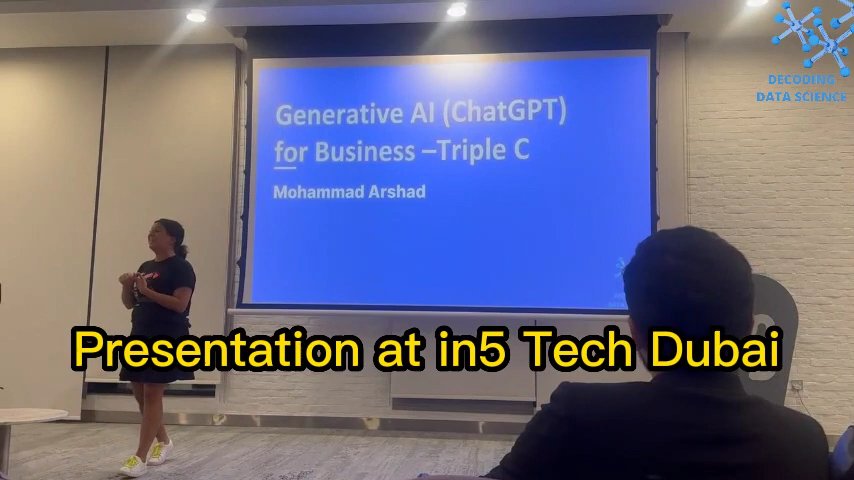 DECODING
DATA SCIENCE
Generative AI (ChatGPT)
for Business –Triple C
Mohammad Arshad
Presentation at in5 Tech Dubai